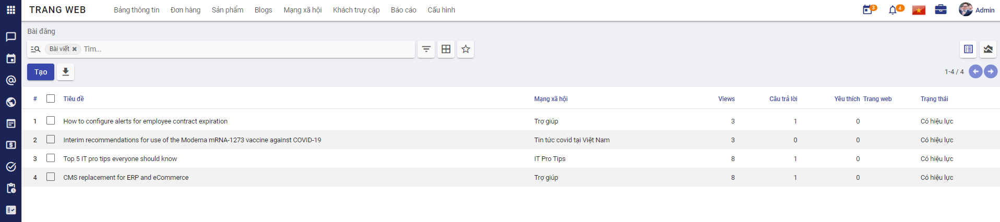 TRANG WEB Bảng thông tin Đơn hàng Sản phẩm Blogs Mạng xã hội Khách truy cập Báo cáo Cấu hình 3 4 Admin
Bài đăng
Bài viết Tìm...
Tạo 1-4 / 4
# Tiêu đề Mạng xã hội Views Câu trả lời Yêu thích Trang web Trạng thái
1 How to configure alerts for employee contract expiration Trợ giúp 3 1 0 Có hiệu lực
2 Interim recommendations for use of the Moderna mRNA-1273 vaccine against COVID-19 Tin tức covid tại Việt Nam 3 0 0 Có hiệu lực
3 Top 5 IT pro tips everyone should know IT Pro Tips 8 1 0 Có hiệu lực
4 CMS replacement for ERP and eCommerce Trợ giúp 8 1 0 Có hiệu lực